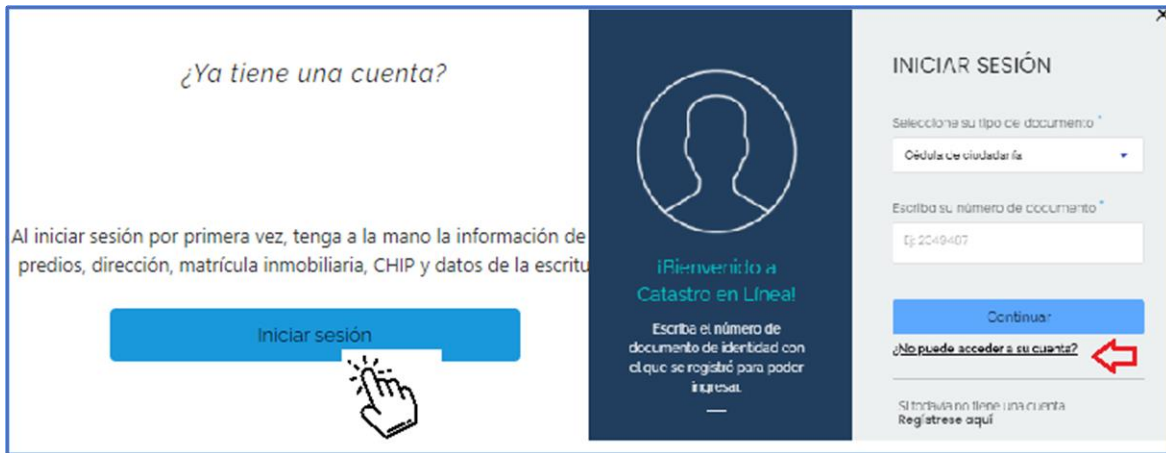 ¿Ya tiene una cuenta?
Al iniciar sesión por primera vez, tenga a la mano la información de
predios, dirección, matrícula inmobiliaria, CHIP y datos de la escritu
Iniciar sesión
¡Bienvenido a
Catastro en Línea!
Escriba el número de
documento de identidad con
el que se registró para poder
ingresar.
INICIAR SESIÓN
Seleccione su tipo de documento *
Cédula de ciudadanía
Escriba su número de documento *
Ej: 2349487
Continuar
¿No puede acceder a su cuenta?
Si todavía no tiene una cuenta
Regístrese aquí